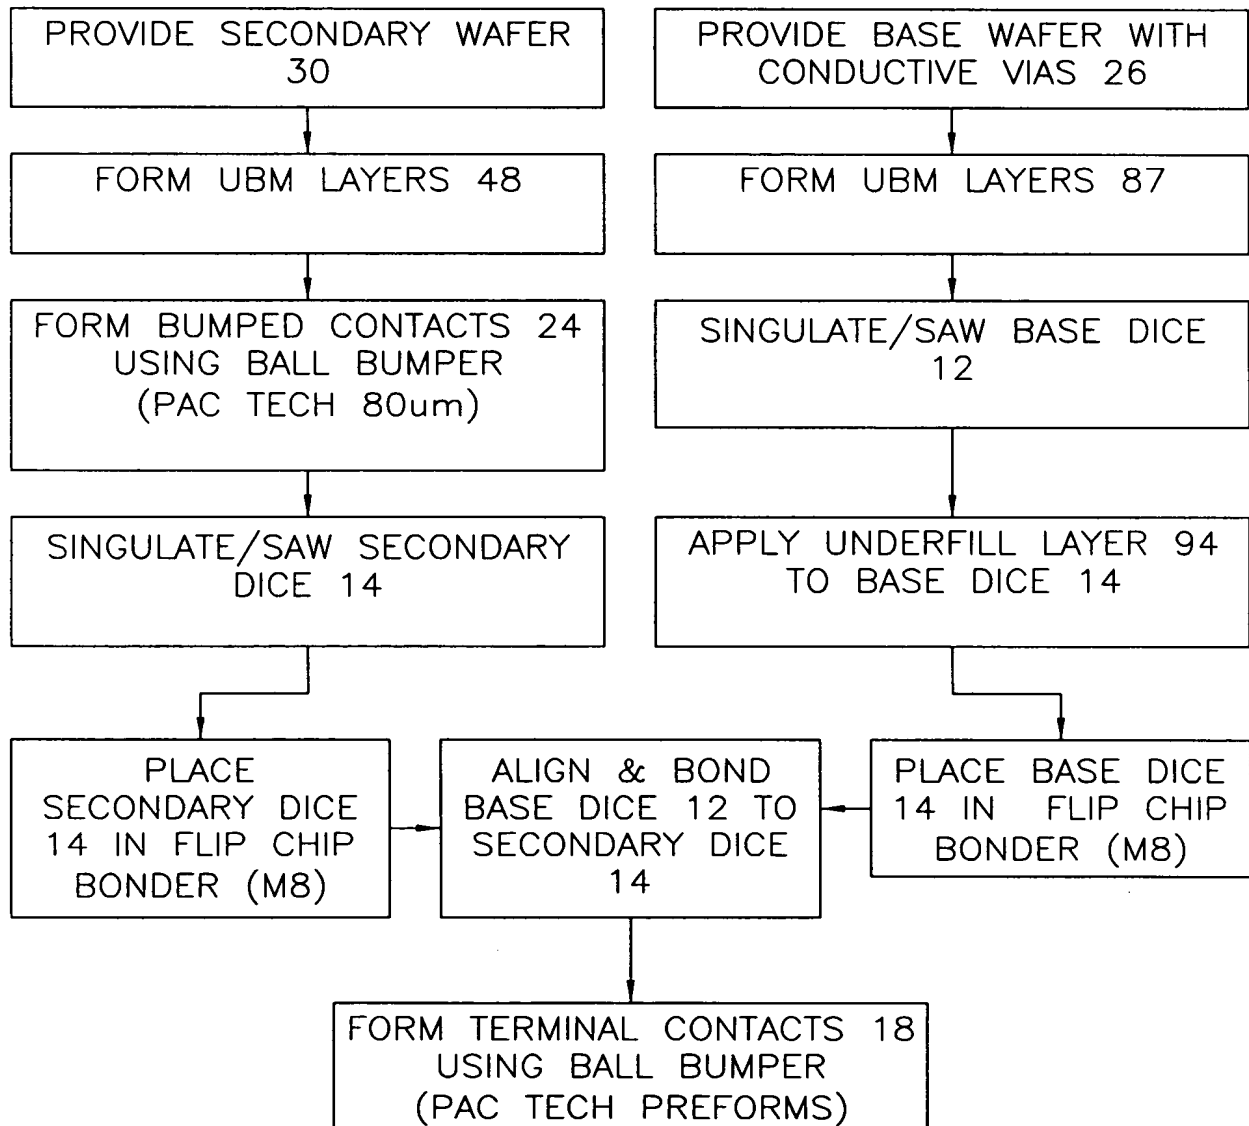 PROVIDE SECONDARY WAFER
30
PROVIDE BASE WAFER WITH
CONDUCTIVE VIAS 26
FORM UBM LAYERS 48
FORM UBM LAYERS 87
FORM BUMPED CONTACTS 24
USING BALL BUMPER
(PAC TECH 80um)
SINGULATE/SAW BASE DICE
12
SINGULATE/SAW SECONDARY
DICE 14
APPLY UNDERFILL LAYER 94
TO BASE DICE 14
PLACE
SECONDARY DICE
14 IN FLIP CHIP
BONDER (M8)
ALIGN & BOND
BASE DICE 12 TO
SECONDARY DICE
14
PLACE BASE DICE
14 IN FLIP CHIP
BONDER (M8)
FORM TERMINAL CONTACTS 18
USING BALL BUMPER
(PAC TECH PREFORMS)